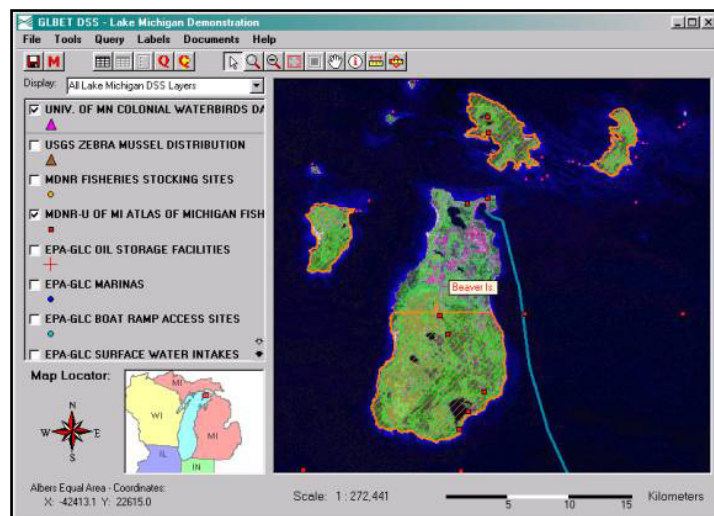 GLBET DSS - Lake Michigan Demonstration
File Tools Query Labels Documents Help
M Q Q
Display: All Lake Michigan DSS Layers
UNIV. OF MN COLONIAL WATERBIRDS DA
USGS ZEBRA MUSSEL DISTRIBUTION
MDNR FISHERIES STOCKING SITES
MDNR-U OF MI ATLAS OF MICHIGAN FISH
EPA-GLC OIL STORAGE FACILITIES
EPA-GLC MARINAS
EPA-GLC BOAT RAMP ACCESS SITES
EPA-GLC SURFACE WATER INTAKES
Beaver Is.
Map Locator:
N
W E
S
MI
WI
MI
IL
IN
Albers Equal Area - Coordinates:
X: -42413.1 Y: 22615.0
Scale: 1 : 272,441
5 10 15
Kilometers